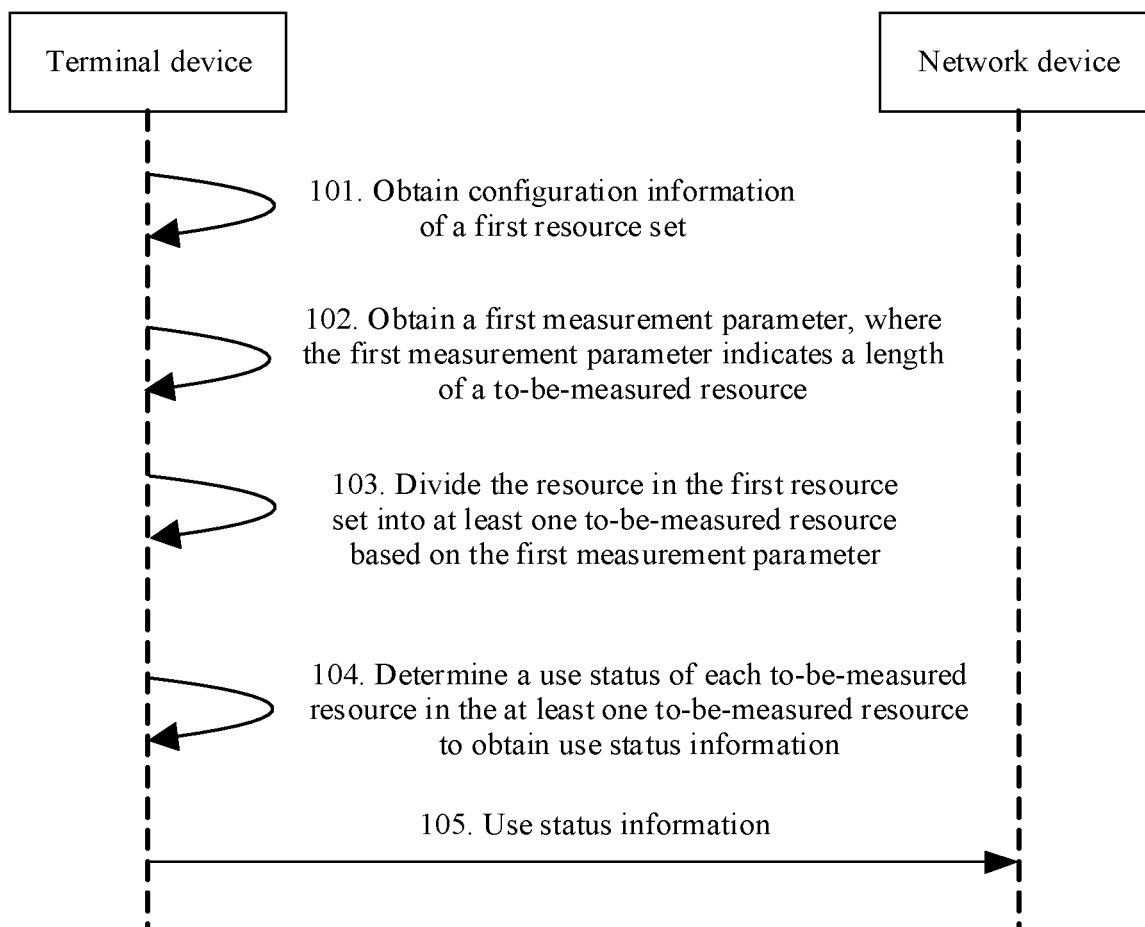 Terminal device
Network device
101. Obtain configuration information
of a first resource set
102. Obtain a first measurement parameter, where
the first measurement parameter indicates a length
of a to-be-measured resource
103. Divide the resource in the first resource
set into at least one to-be-measured resource
based on the first measurement parameter
104. Determine a use status of each to-be-measured
resource in the at least one to-be-measured resource
to obtain use status information
105. Use status information